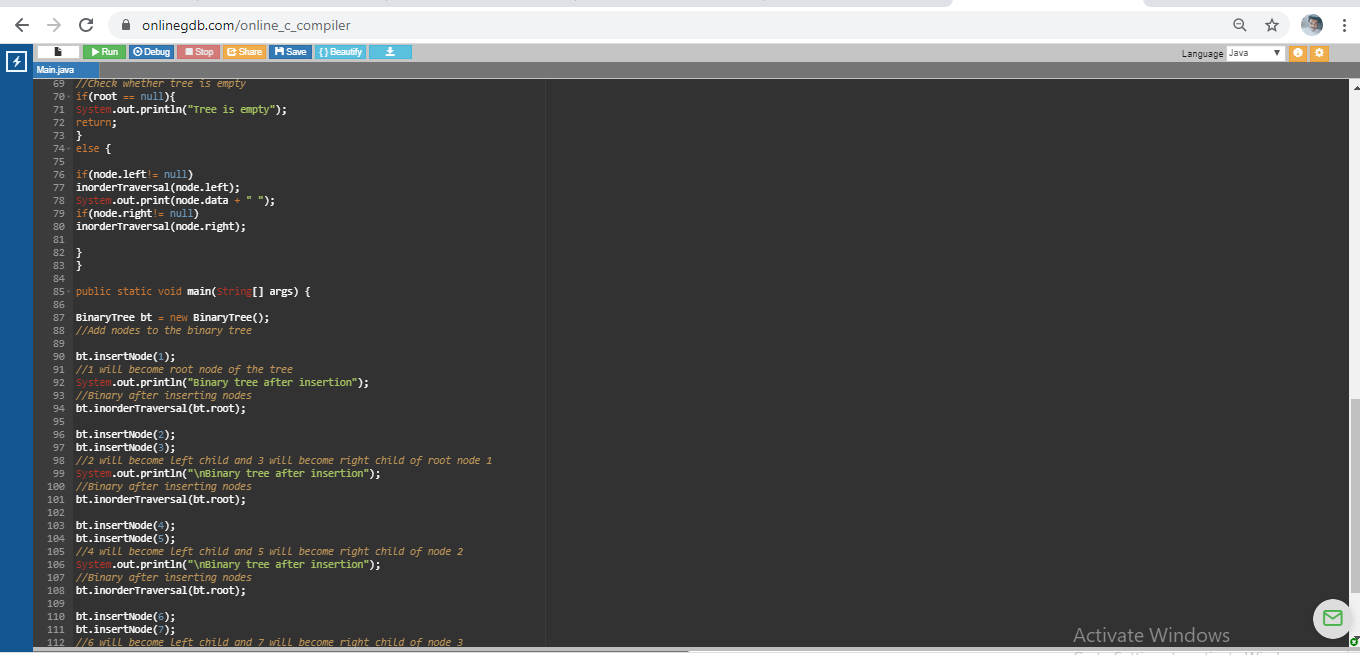 onlinegdb.com/online_c_compiler
Run Debug Stop Share Save { } Beautify
Language Java
Main.java
69 //Check whether tree is empty
70 if(root == null){
71 System.out.println("Tree is empty");
72 return;
73 }
74 else {
75
76 if(node.left!= null)
77 inorderTraversal(node.left);
78 System.out.print(node.data + " ");
79 if(node.right!= null)
80 inorderTraversal(node.right);
81
82 }
83 }
84
85 public static void main(String[] args) {
86
87 BinaryTree bt = new BinaryTree();
88 //Add nodes to the binary tree
89
90 bt.insertNode(1);
91 //1 will become root node of the tree
92 System.out.println("Binary tree after insertion");
93 //Binary after inserting nodes
94 bt.inorderTraversal(bt.root);
95
96 bt.insertNode(2);
97 bt.insertNode(3);
98 //2 will become left child and 3 will become right child of root node 1
99 System.out.println("\nBinary tree after insertion");
100 //Binary after inserting nodes
101 bt.inorderTraversal(bt.root);
102
103 bt.insertNode(4);
104 bt.insertNode(5);
105 //4 will become left child and 5 will become right child of node 2
106 System.out.println("\nBinary tree after insertion");
107 //Binary after inserting nodes
108 bt.inorderTraversal(bt.root);
109
110 bt.insertNode(6);
111 bt.insertNode(7);
112 //6 will become left child and 7 will become right child of node 3
Activate Windows